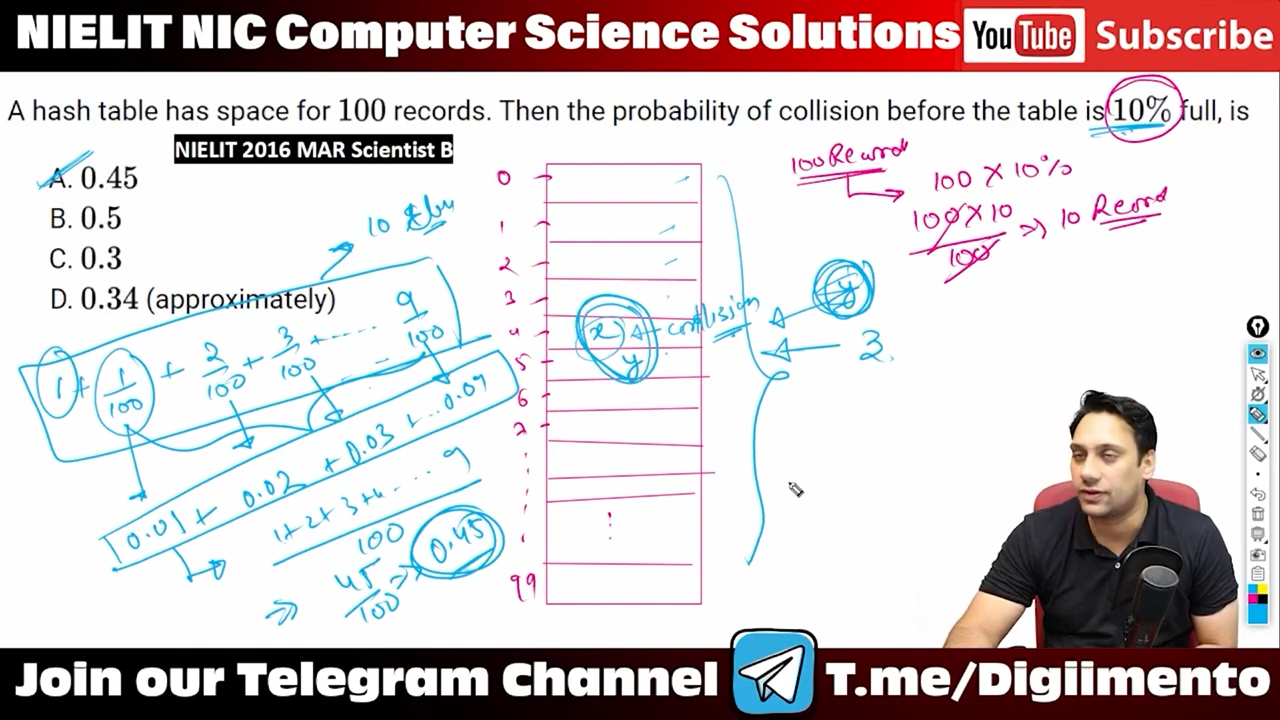 NIELIT NIC Computer Science Solutions YouTube Subscribe
A hash table has space for 100 records. Then the probability of collision before the table is 10% full, is
NIELIT 2016 MAR Scientist B
A. 0.45
B. 0.5
C. 0.3
D. 0.34 (approximately)
100 Record
100 X 10%
100 X 10
100
=> 10 Record
10
1 + 1/100 + 2/100 + 3/100 + ..... 9/100
0.01 + 0.02 + 0.03 + ...0.09
1+2+3+4.... 9
100
45
100
=> 0.45
0
1
2
3
4
5
6
7
99
x
y
collision
y
Join our Telegram Channel T.me/Digiimento